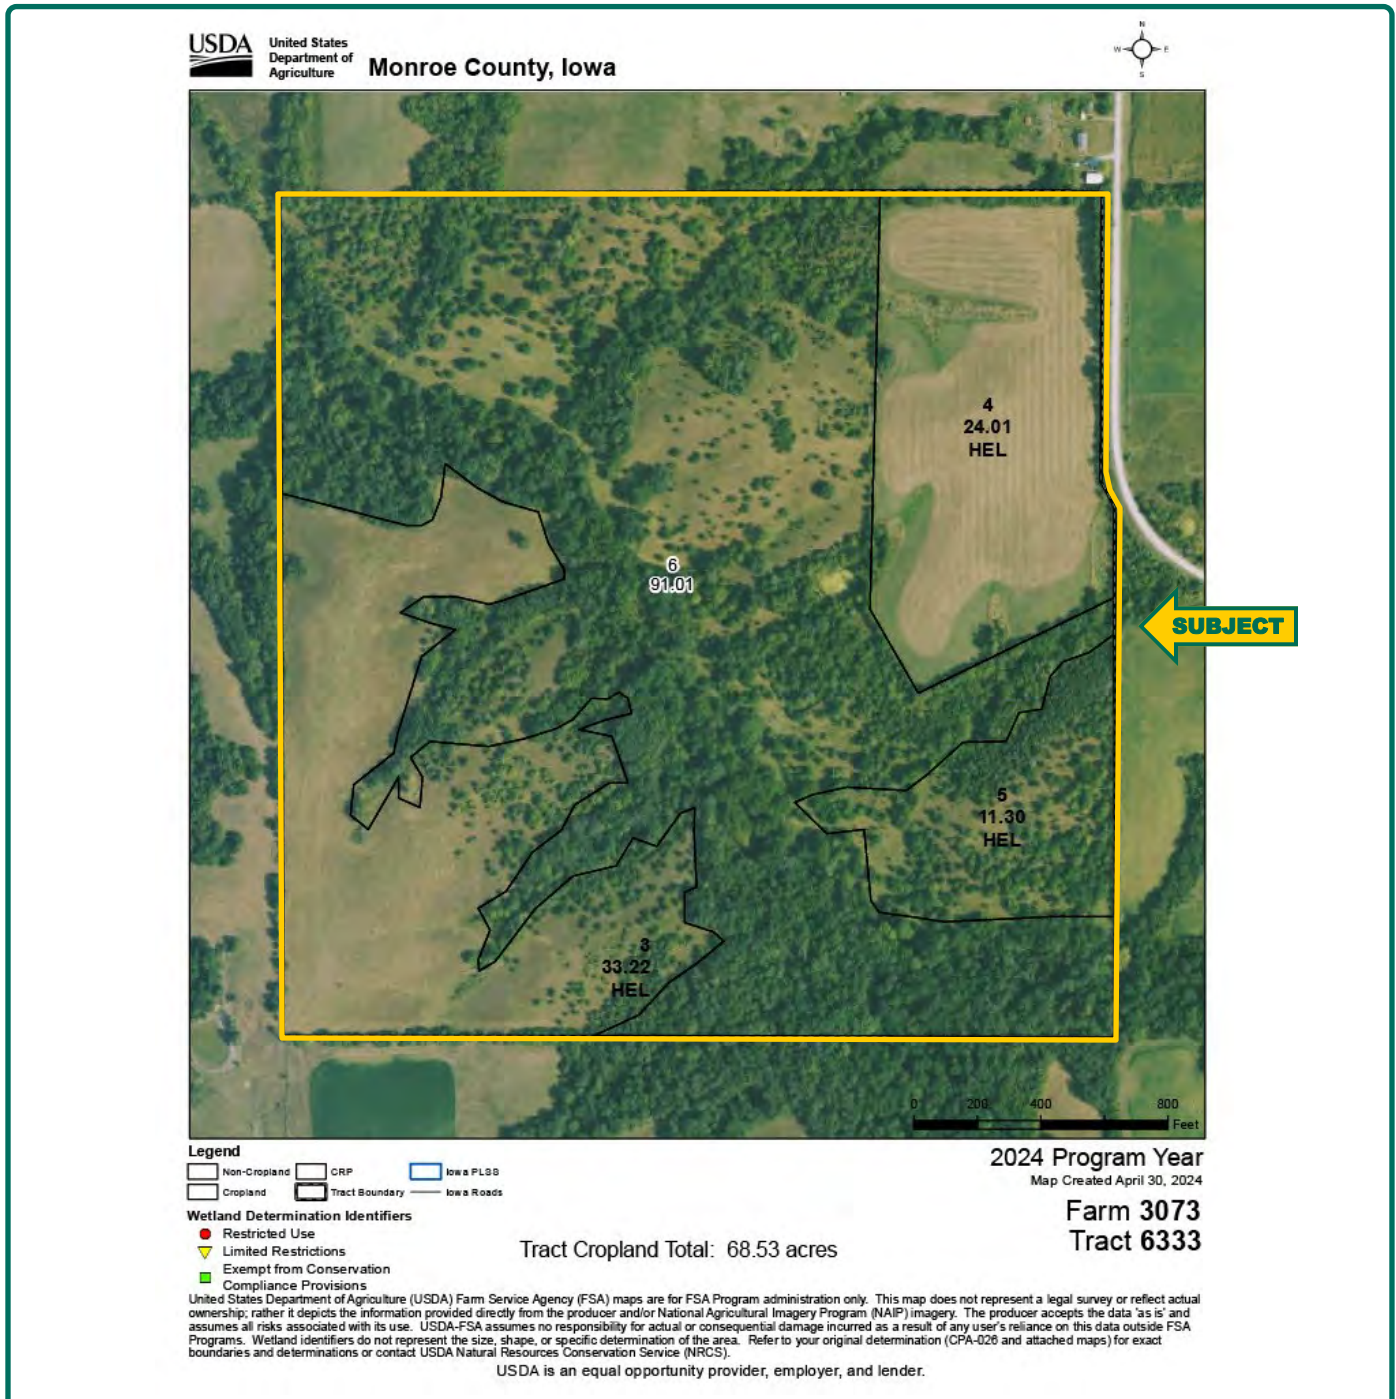 USDA
United States
Department of
Agriculture
Monroe County, Iowa
N
W E
S
4
24.01
HEL
6
91.01
SUBJECT
5
11.30
HEL
3
33.22
HEL
0 200 400 800
Feet
Legend
Non-Cropland CRP Iowa PLSS
Cropland Tract Boundary Iowa Roads
Wetland Determination Identifiers
Restricted Use
Limited Restrictions
Exempt from Conservation
Compliance Provisions
Tract Cropland Total: 68.53 acres
2024 Program Year
Map Created April 30, 2024
Farm 3073
Tract 6333
United States Department of Agriculture (USDA) Farm Service Agency (FSA) maps are for FSA Program administration only. This map does not represent a legal survey or reflect actual
ownership; rather it depicts the information provided directly from the producer and/or National Agricultural Imagery Program (NAIP) imagery. The producer accepts the data 'as is' and
assumes all risks associated with its use. USDA-FSA assumes no responsibility for actual or consequential damage incurred as a result of any user's reliance on this data outside FSA
Programs. Wetland identifiers do not represent the size, shape, or specific determination of the area. Refer to your original determination (CPA-026 and attached maps) for exact
boundaries and determinations or contact USDA Natural Resources Conservation Service (NRCS).
USDA is an equal opportunity provider, employer, and lender.